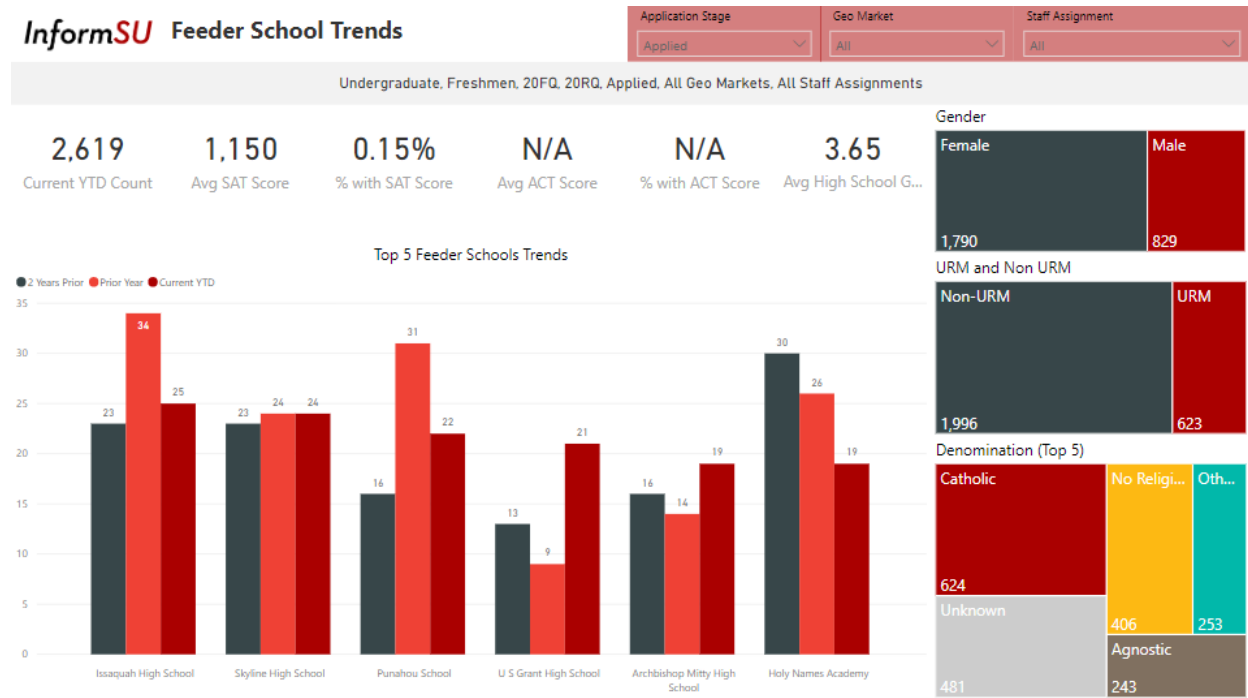 InformSU Feeder School Trends
Application Stage
Applied
Geo Market
All
Staff Assignment
All
Undergraduate, Freshmen, 20FQ, 20RQ, Applied, All Geo Markets, All Staff Assignments
2,619
Current YTD Count
1,150
Avg SAT Score
0.15%
% with SAT Score
N/A
Avg ACT Score
N/A
% with ACT Score
3.65
Avg High School G...
Top 5 Feeder Schools Trends
2 Years Prior Prior Year Current YTD
35
30
25
20
15
10
5
0
23
34
25
23
24
24
16
31
22
13
9
21
16
14
19
30
26
19
Issaquah High School
Skyline High School
Punahou School
U S Grant High School
Archbishop Mitty High
School
Holy Names Academy
Gender
Female
1,790
Male
829
URM and Non URM
Non-URM
1,996
URM
623
Denomination (Top 5)
Catholic
624
Unknown
481
No Religi...
406
Oth...
253
Agnostic
243